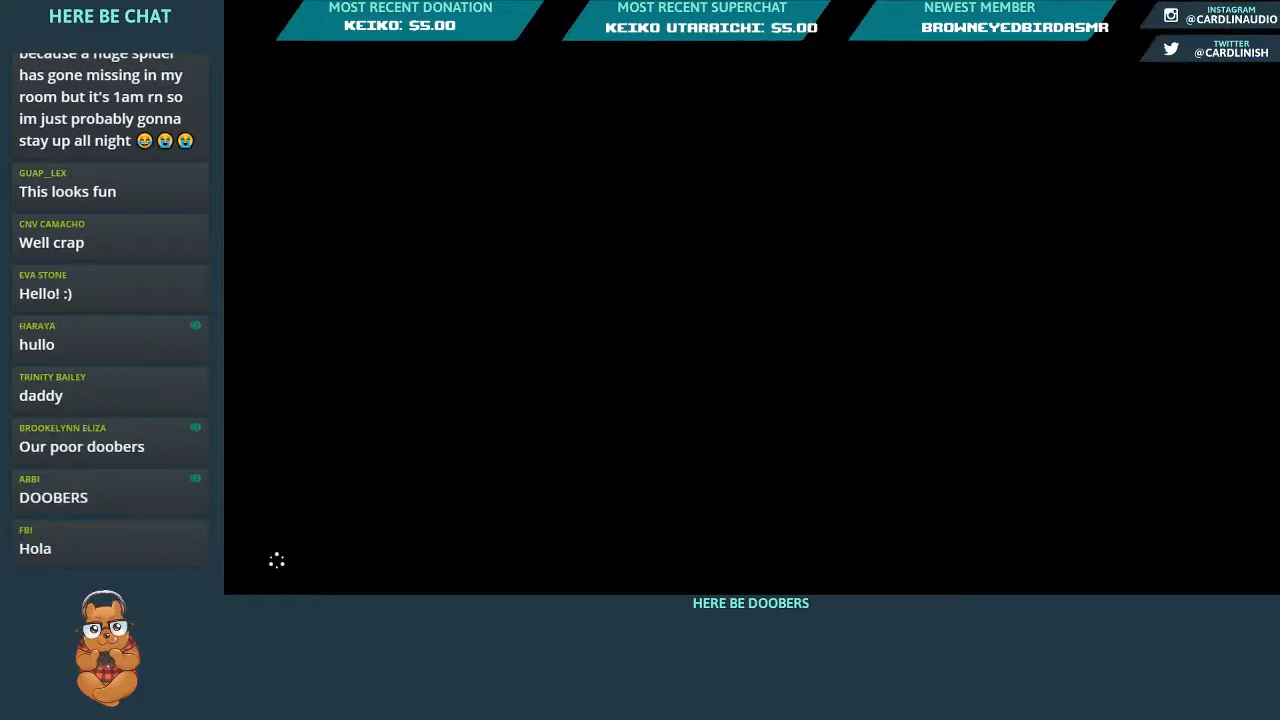 HERE BE CHAT
MOST RECENT DONATION
KEIKO: $5.00
MOST RECENT SUPERCHAT
KEIKO UTARAICHI: $5.00
NEWEST MEMBER
BROWNEYEDBIRDASMR
INSTAGRAM
@CARDLINAUDIO
TWITTER
@CARDLINISH
because a huge spider
has gone missing in my
room but it's 1am rn so
im just probably gonna
stay up all night 😂 😭 😭
GUAP_LEX
This looks fun
CNV CAMACHO
Well crap
EVA STONE
Hello! :)
HARAYA
hullo
TRINITY BAILEY
daddy
BROOKELYNN ELIZA
Our poor doobers
ABBI
DOOBERS
FBI
Hola
HERE BE DOOBERS